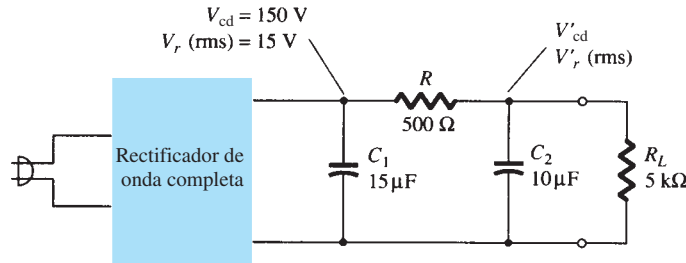 V_cd = 150 V
V_r (rms) = 15 V
V'_cd
V'_r (rms)
R
500 Ω
Rectificador de
onda completa
C_1
15 μF
C_2
10 μF
R_L
5 kΩ